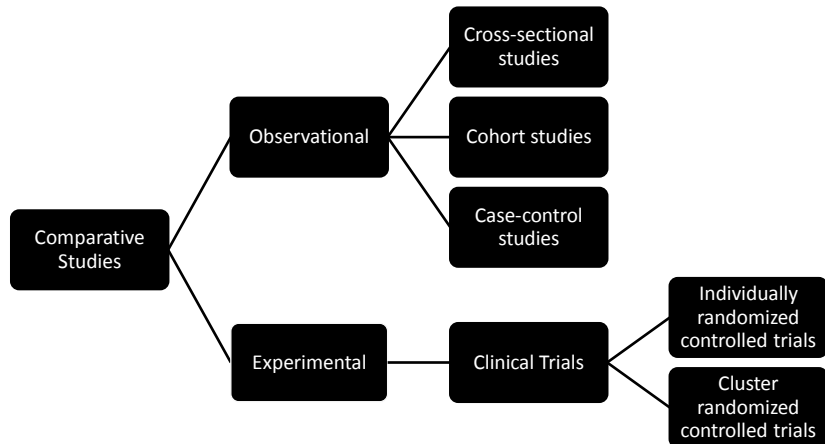 Cross-sectional
studies
Observational
Cohort studies
Case-control
studies
Comparative
Studies
Individually
randomized
controlled trials
Experimental
Clinical Trials
Cluster
randomized
controlled trials